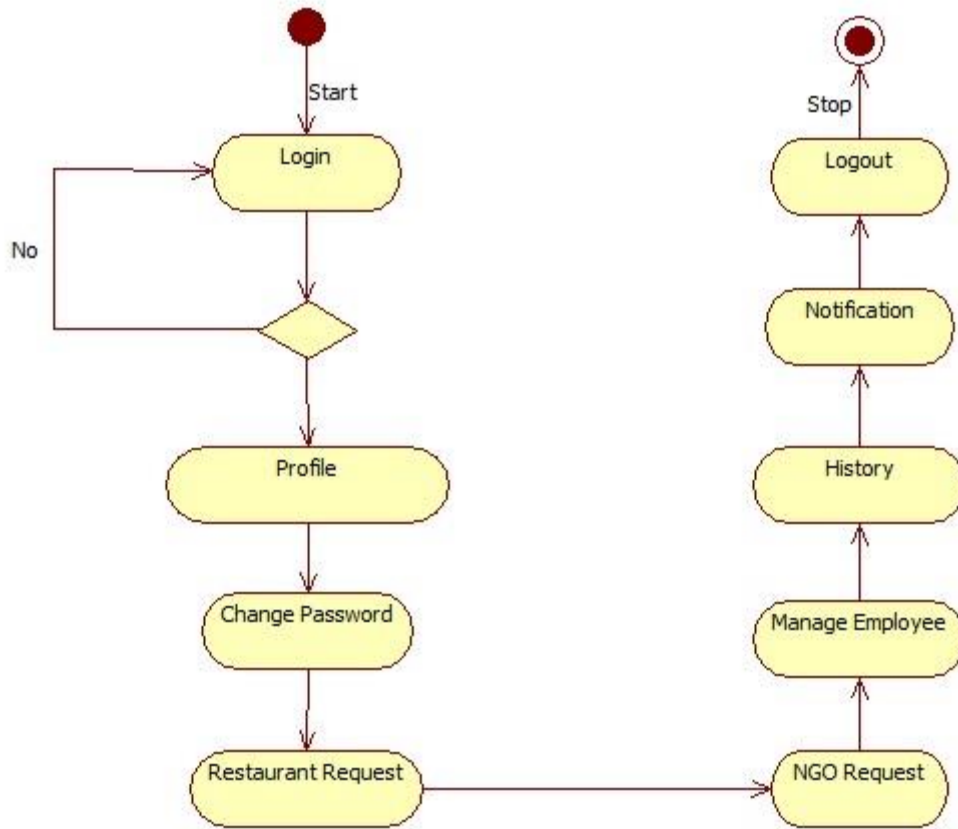 Start
Login
No
Profile
Change Password
Restaurant Request
NGO Request
Manage Employee
History
Notification
Logout
Stop